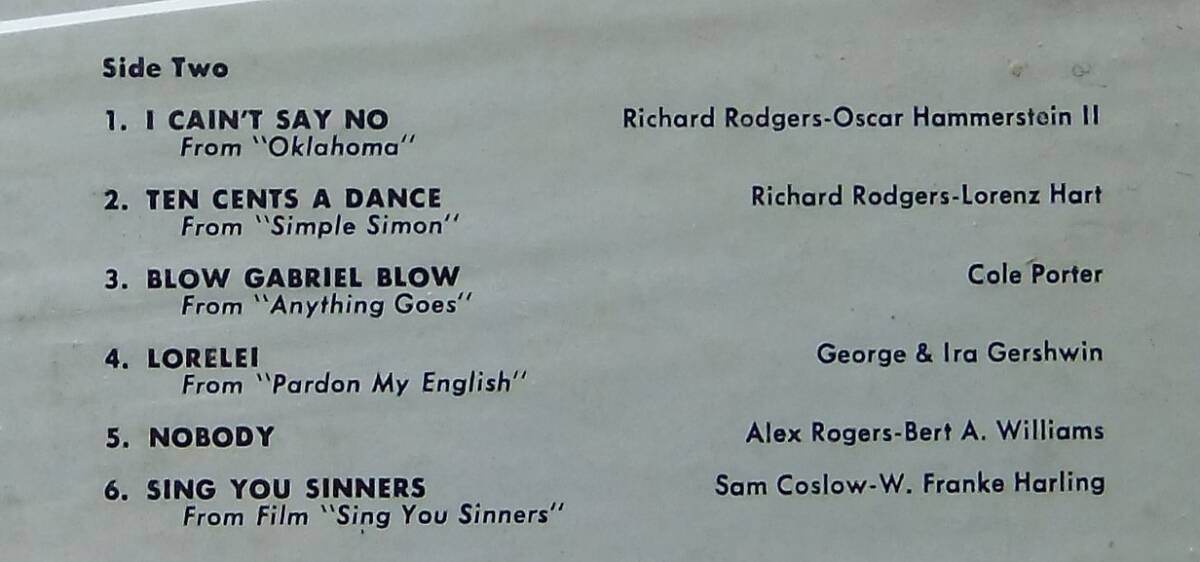 Side Two
1. I CAIN'T SAY NO Richard Rodgers-Oscar Hammerstein II
From "Oklahoma"
2. TEN CENTS A DANCE Richard Rodgers-Lorenz Hart
From "Simple Simon"
3. BLOW GABRIEL BLOW Cole Porter
From "Anything Goes"
4. LORELEI George & Ira Gershwin
From "Pardon My English"
5. NOBODY Alex Rogers-Bert A. Williams
6. SING YOU SINNERS Sam Coslow-W. Franke Harling
From Film "Sing You Sinners"